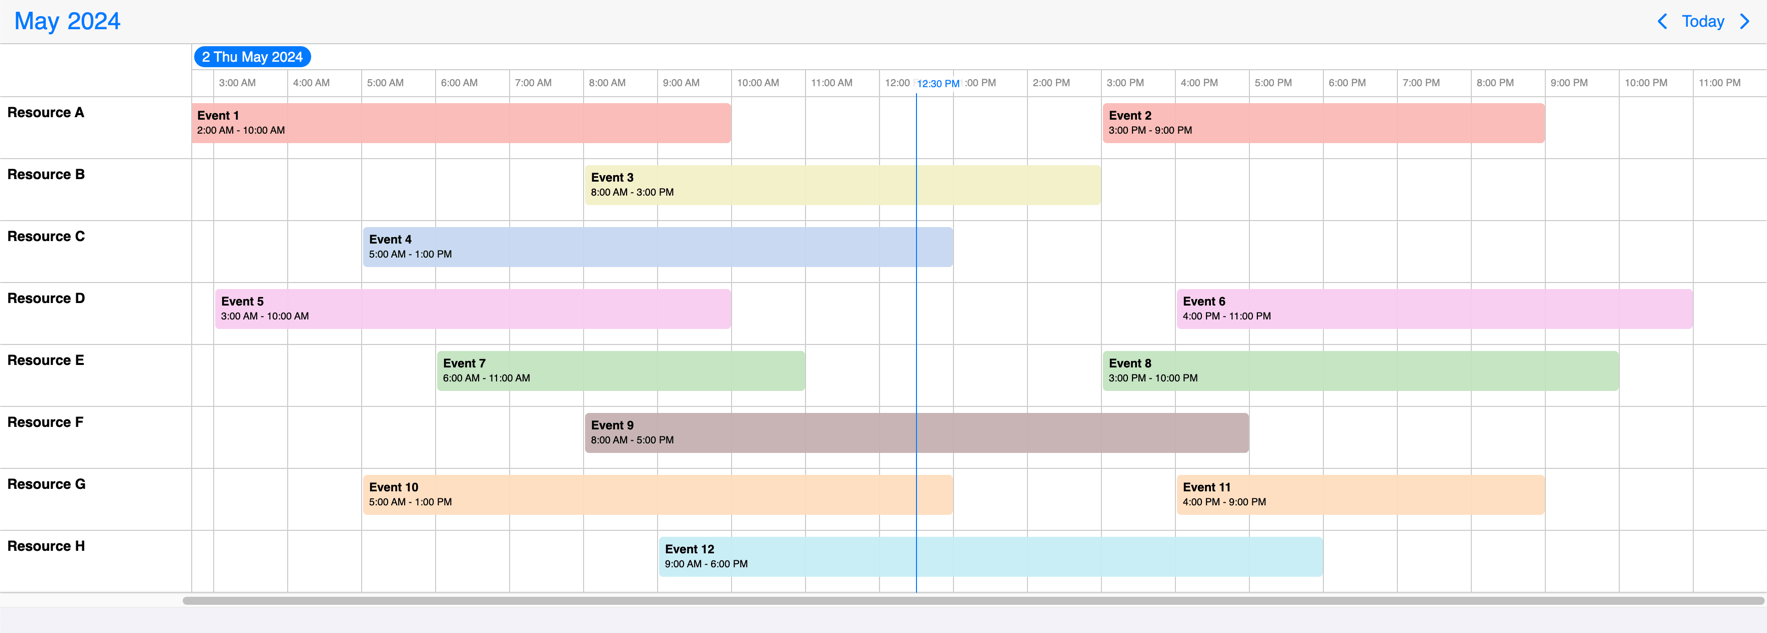 May 2024
Today
2 Thu May 2024
3:00 AM 4:00 AM 5:00 AM 6:00 AM 7:00 AM 8:00 AM 9:00 AM 10:00 AM 11:00 AM 12:00 12:30 PM :00 PM 2:00 PM 3:00 PM 4:00 PM 5:00 PM 6:00 PM 7:00 PM 8:00 PM 9:00 PM 10:00 PM 11:00 PM
Resource A
Event 1
2:00 AM - 10:00 AM
Event 2
3:00 PM - 9:00 PM
Resource B
Event 3
8:00 AM - 3:00 PM
Resource C
Event 4
5:00 AM - 1:00 PM
Resource D
Event 5
3:00 AM - 10:00 AM
Event 6
4:00 PM - 11:00 PM
Resource E
Event 7
6:00 AM - 11:00 AM
Event 8
3:00 PM - 10:00 PM
Resource F
Event 9
8:00 AM - 5:00 PM
Resource G
Event 10
5:00 AM - 1:00 PM
Event 11
4:00 PM - 9:00 PM
Resource H
Event 12
9:00 AM - 6:00 PM